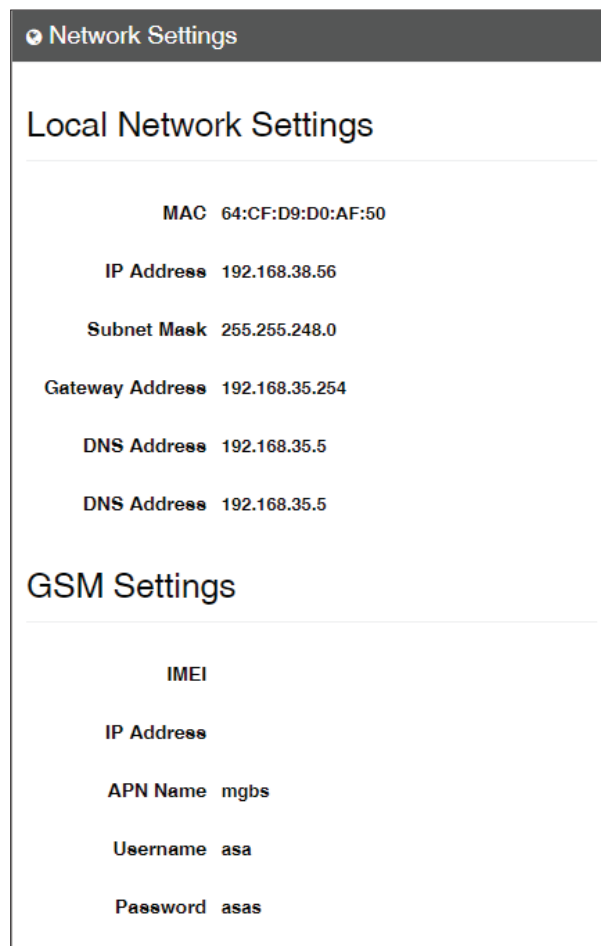 Network Settings
Local Network Settings
MAC 64:CF:D9:D0:AF:50
IP Address 192.168.38.56
Subnet Mask 255.255.248.0
Gateway Address 192.168.35.254
DNS Address 192.168.35.5
DNS Address 192.168.35.5
GSM Settings
IMEI
IP Address
APN Name mgbs
Username asa
Password asas